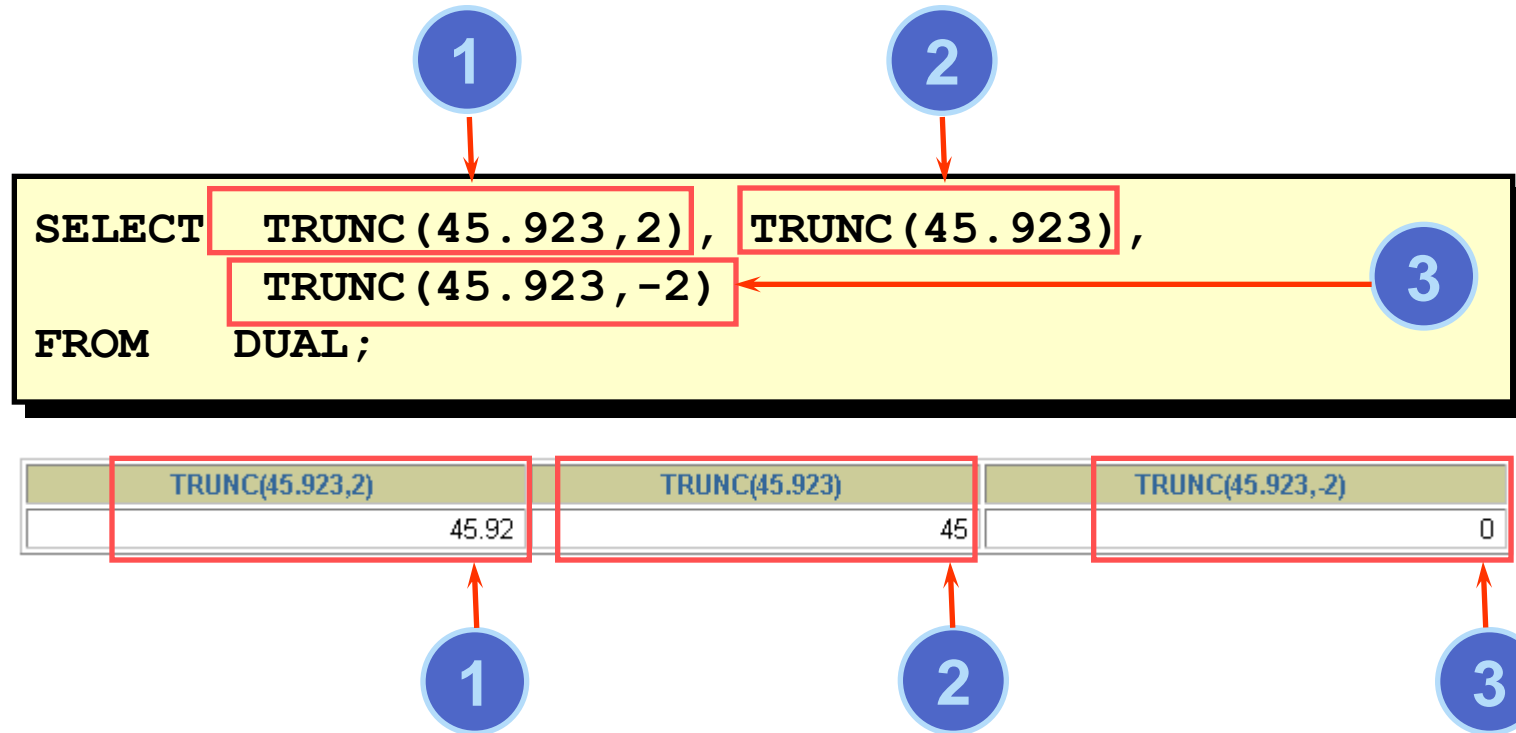 1 2
SELECT TRUNC(45.923,2), TRUNC(45.923),
TRUNC(45.923,-2) 3
FROM DUAL;
TRUNC(45.923,2) TRUNC(45.923) TRUNC(45.923,-2)
45.92 45 0
1 2 3